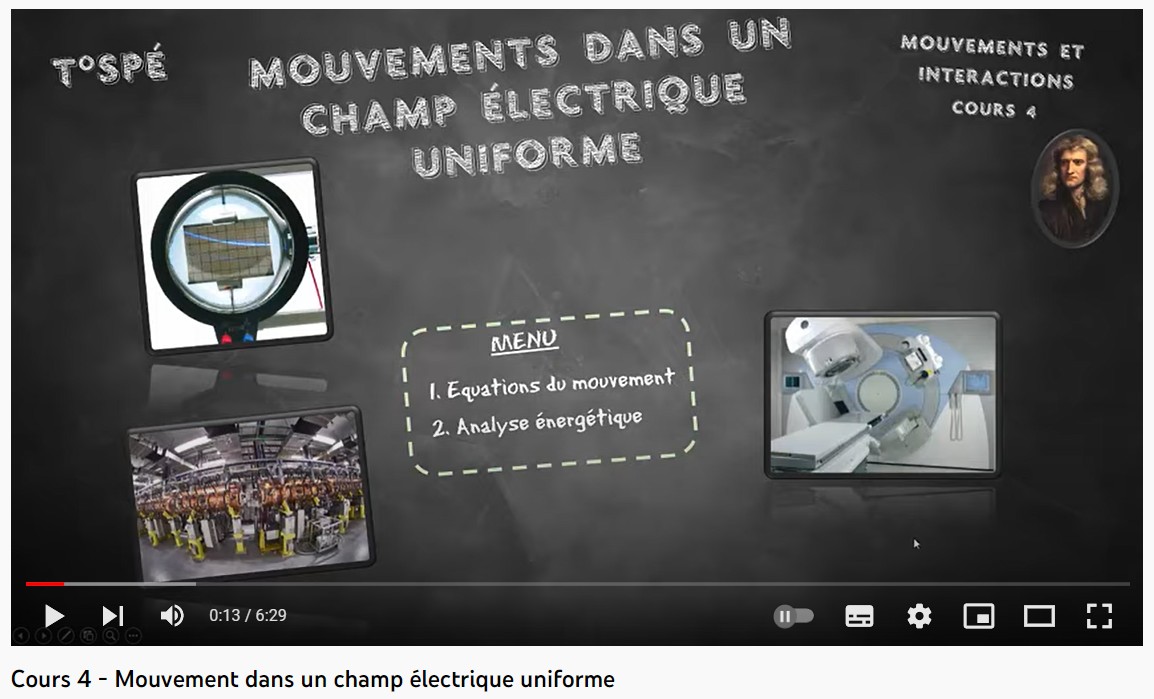 T°SPÉ
MOUVEMENTS DANS UN
CHAMP ÉLECTRIQUE
UNIFORME
MOUVEMENTS ET
INTERACTIONS
COURS 4
MENU
1. Equations du mouvement
2. Analyse énergétique
0:13 / 6:29
Cours 4 - Mouvement dans un champ électrique uniforme